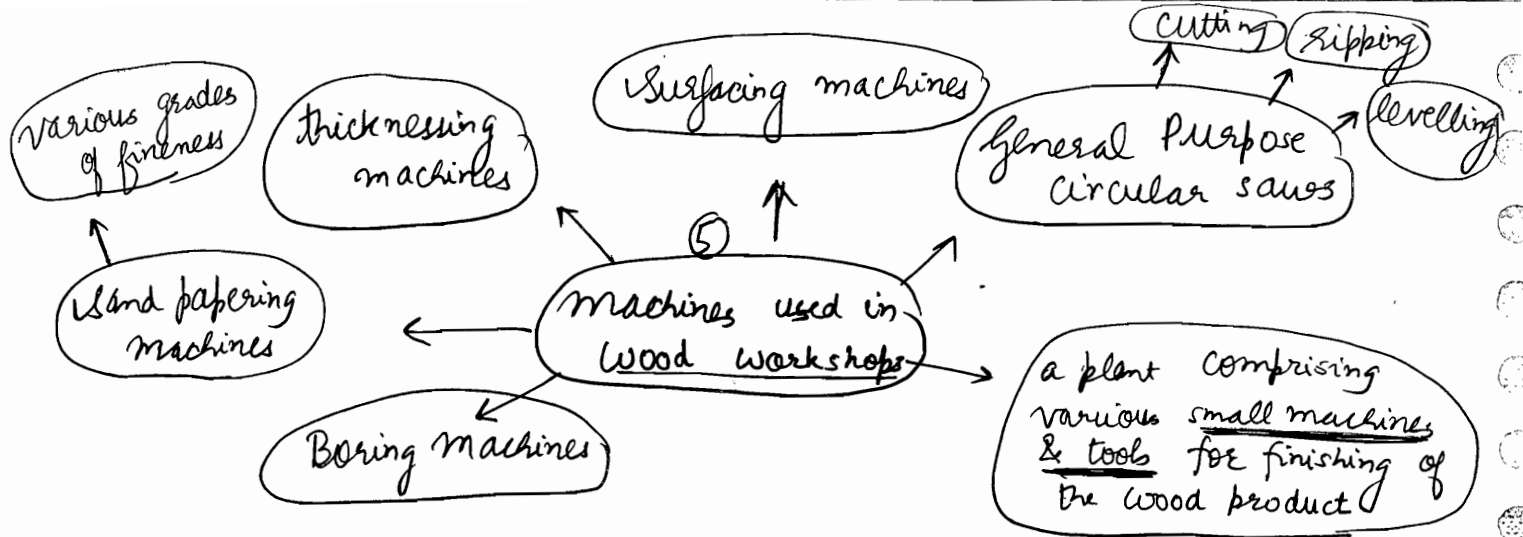 cutting
ripping
levelling
Surfacing machines
General Purpose
circular saws
various grades
of fineness
thicknessing
machines
5
Machines used in
wood workshops
Sand papering
machines
Boring Machines
a plant comprising
various small machines
& tools for finishing of
the wood product